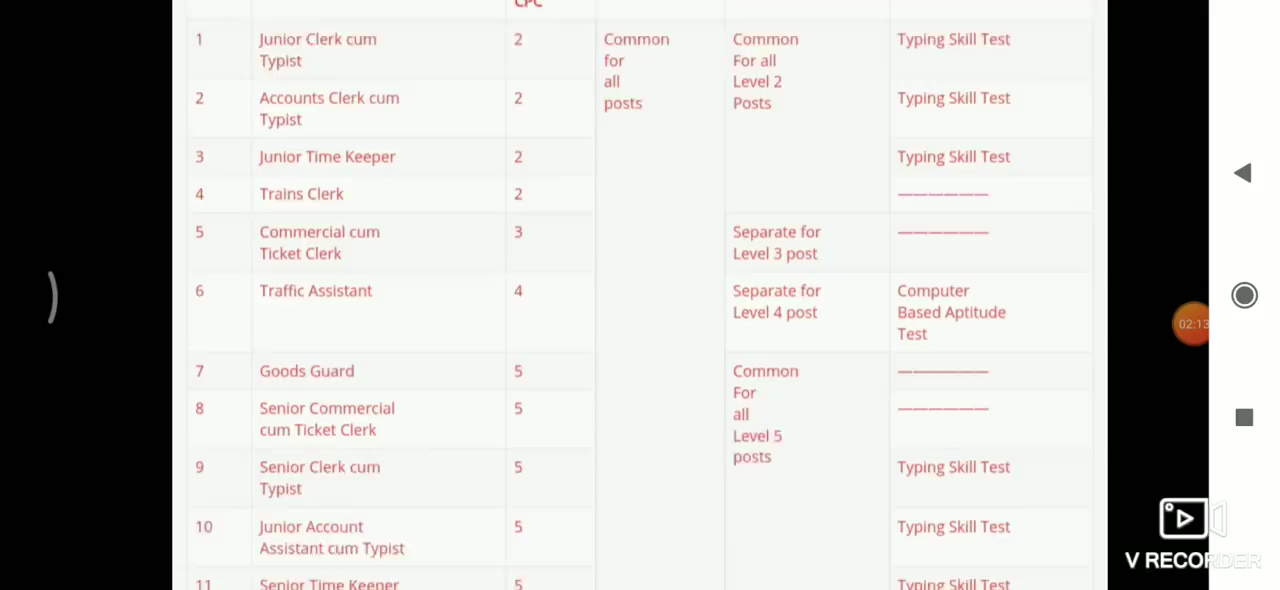 CPC
1 Junior Clerk cum 2 Common Common Typing Skill Test
Typist for For all
all Level 2
posts Posts
2 Accounts Clerk cum 2 Typing Skill Test
Typist
3 Junior Time Keeper 2 Typing Skill Test
4 Trains Clerk 2 ——————
5 Commercial cum 3 Separate for ——————
Ticket Clerk Level 3 post
6 Traffic Assistant 4 Separate for Computer
Level 4 post Based Aptitude
Test
7 Goods Guard 5 Common ——————
For
8 Senior Commercial 5 all ——————
cum Ticket Clerk Level 5
posts
9 Senior Clerk cum 5 Typing Skill Test
Typist
10 Junior Account 5 Typing Skill Test
Assistant cum Typist
11 Senior Time Keeper 5 Typing Skill Test
02:13
V RECORDER